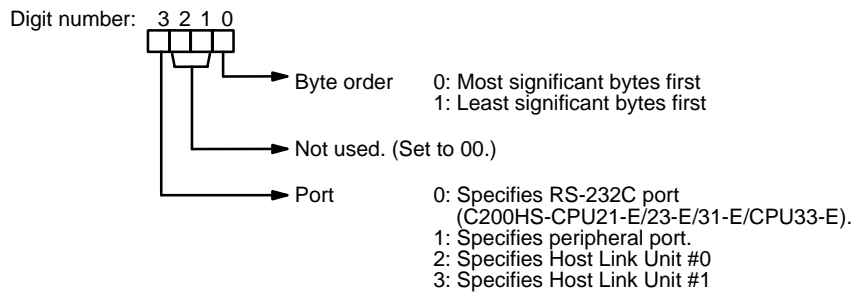 Digit number: 3 2 1 0
Byte order 0: Most significant bytes first
1: Least significant bytes first
Not used. (Set to 00.)
Port 0: Specifies RS-232C port
(C200HS-CPU21-E/23-E/31-E/CPU33-E).
1: Specifies peripheral port.
2: Specifies Host Link Unit #0
3: Specifies Host Link Unit #1